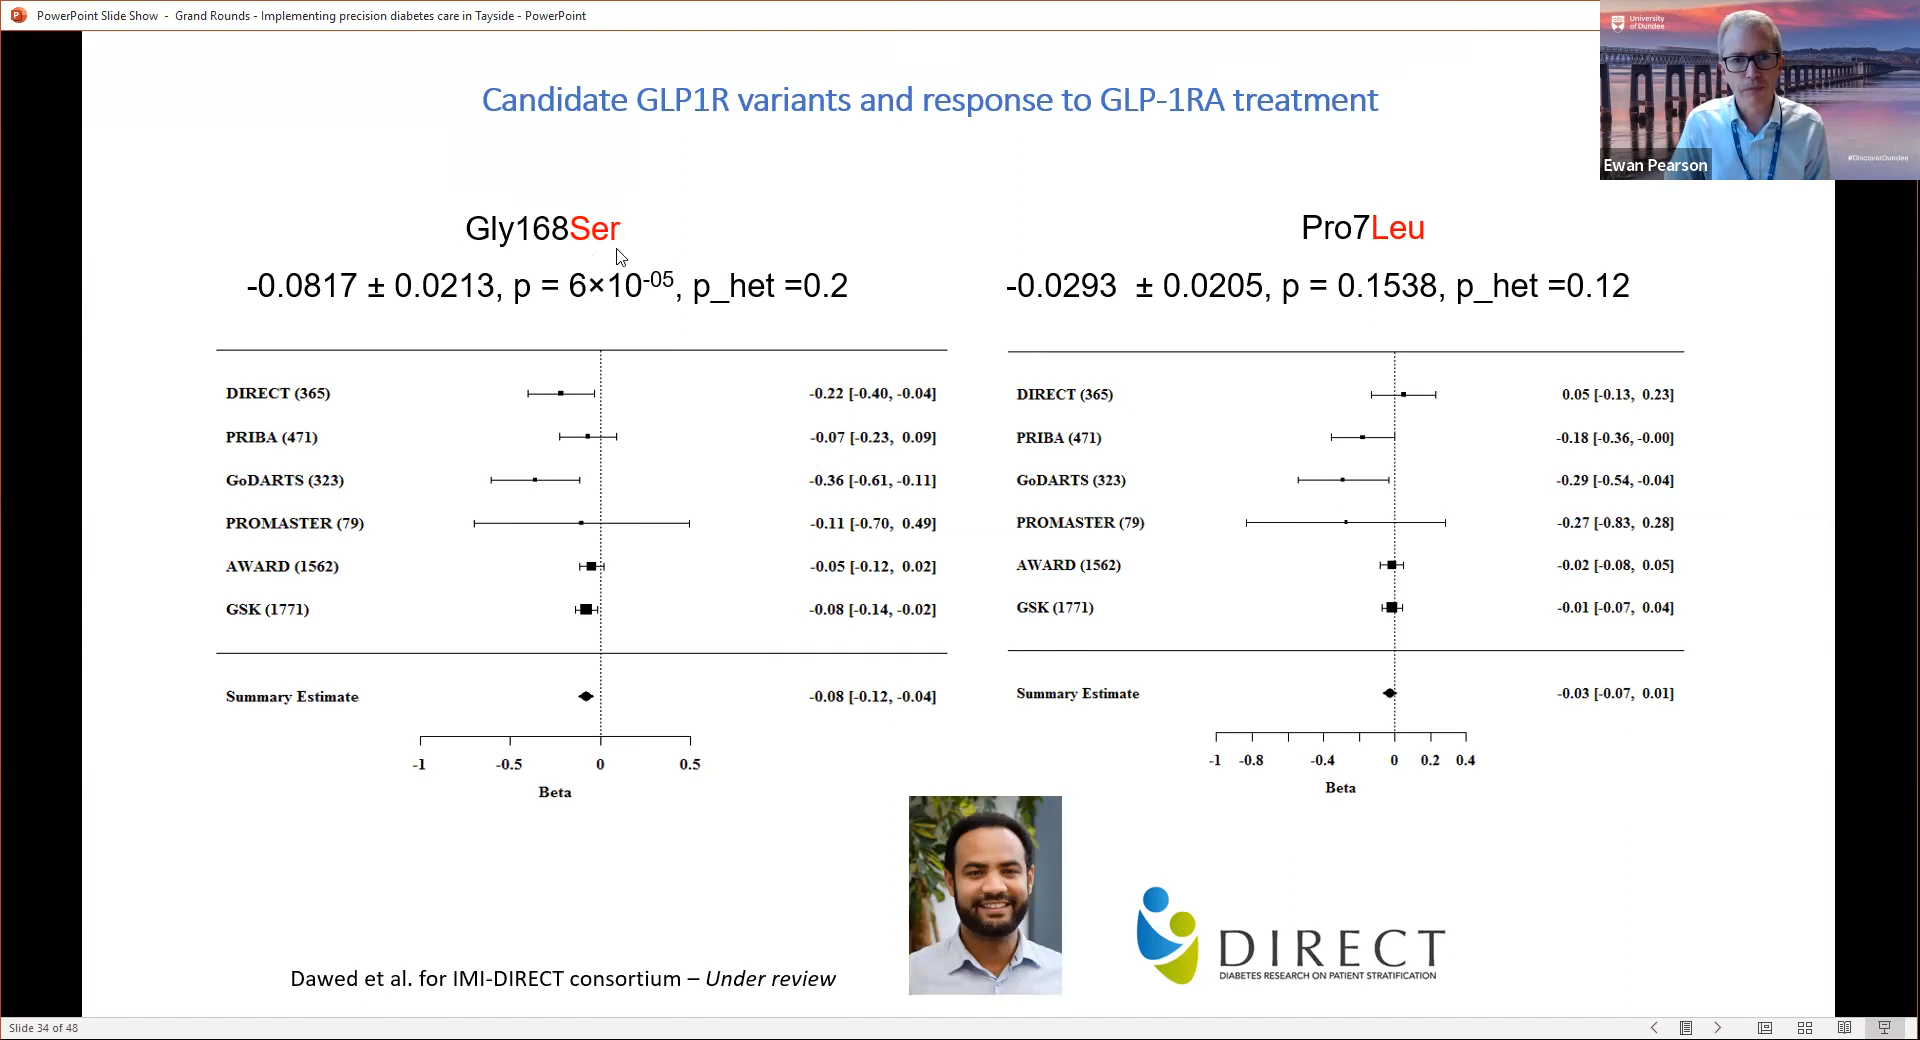 PowerPoint Slide Show - Grand Rounds - Implementing precision diabetes care in Tayside - PowerPoint
University
of Dundee
#DiscoverDundee
Ewan Pearson
Candidate GLP1R variants and response to GLP-1RA treatment
Gly168Ser
-0.0817 ± 0.0213, p = 6×10-05, p_het =0.2
DIRECT (365) -0.22 [-0.40, -0.04]
PRIBA (471) -0.07 [-0.23, 0.09]
GoDARTS (323) -0.36 [-0.61, -0.11]
PROMASTER (79) -0.11 [-0.70, 0.49]
AWARD (1562) -0.05 [-0.12, 0.02]
GSK (1771) -0.08 [-0.14, -0.02]
Summary Estimate -0.08 [-0.12, -0.04]
-1 -0.5 0 0.5
Beta
Pro7Leu
-0.0293 ± 0.0205, p = 0.1538, p_het =0.12
DIRECT (365) 0.05 [-0.13, 0.23]
PRIBA (471) -0.18 [-0.36, -0.00]
GoDARTS (323) -0.29 [-0.54, -0.04]
PROMASTER (79) -0.27 [-0.83, 0.28]
AWARD (1562) -0.02 [-0.08, 0.05]
GSK (1771) -0.01 [-0.07, 0.04]
Summary Estimate -0.03 [-0.07, 0.01]
-1 -0.8 -0.4 0 0.2 0.4
Beta
Dawed et al. for IMI-DIRECT consortium – Under review
DIRECT
DIABETES RESEARCH ON PATIENT STRATIFICATION
Slide 34 of 48